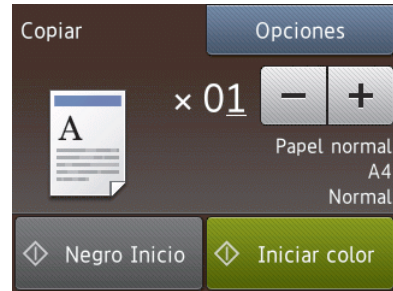 Copiar
Opciones
× 01
− +
A
Papel normal
A4
Normal
Negro Inicio
Iniciar color